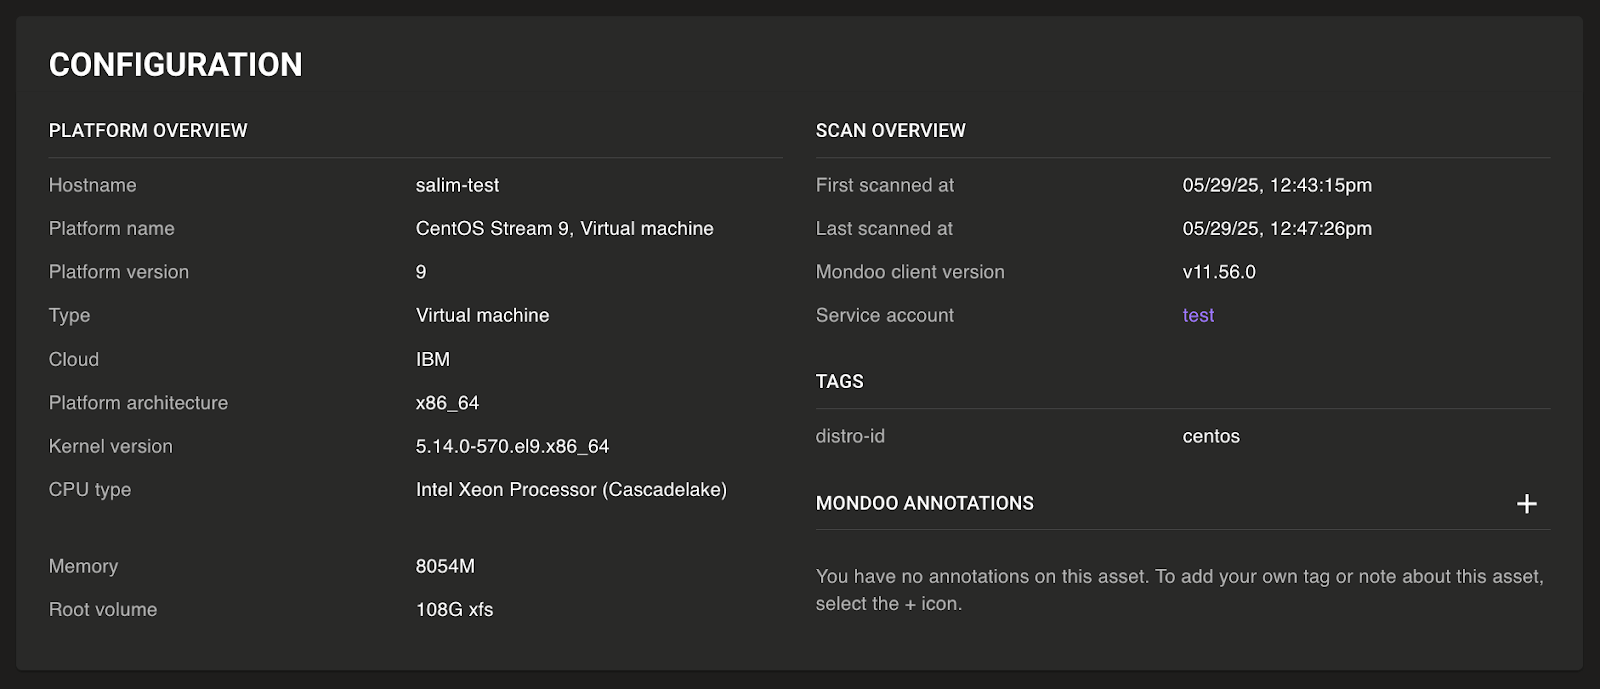 CONFIGURATION
PLATFORM OVERVIEW
Hostname salim-test
Platform name CentOS Stream 9, Virtual machine
Platform version 9
Type Virtual machine
Cloud IBM
Platform architecture x86_64
Kernel version 5.14.0-570.el9.x86_64
CPU type Intel Xeon Processor (Cascadelake)
Memory 8054M
Root volume 108G xfs
SCAN OVERVIEW
First scanned at 05/29/25, 12:43:15pm
Last scanned at 05/29/25, 12:47:26pm
Mondoo client version v11.56.0
Service account test
TAGS
distro-id centos
MONDOO ANNOTATIONS +
You have no annotations on this asset. To add your own tag or note about this asset,
select the + icon.